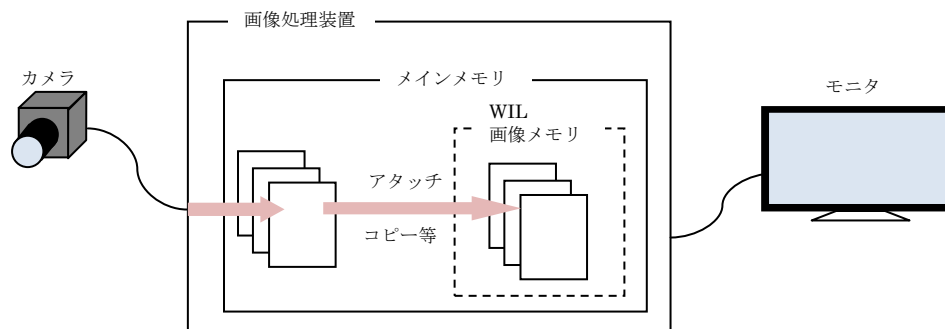 画像処理装置
カメラ
メインメモリ
モニタ
WIL
画像メモリ
アタッチ
コピー等